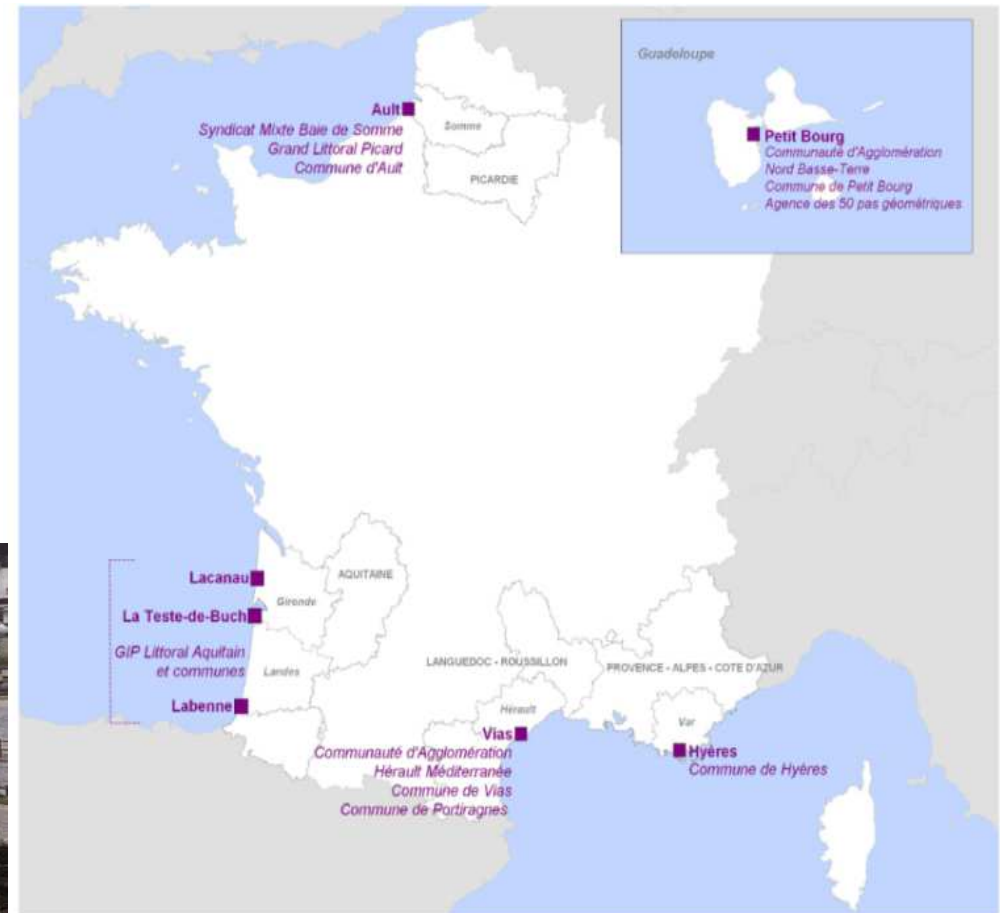 Guadeloupe
Ault
Syndicat Mixte Baie de Somme
Grand Littoral Picard
Commune d'Ault
Somme
PICARDIE
Petit Bourg
Communauté d'Agglomération
Nord Basse-Terre
Commune de Petit Bourg
Agence des 50 pas géométriques
Lacanau
AQUITAINE
Gironde
La Teste-de-Buch
GIP Littoral Aquitain
et communes
Landes
Labenne
LANGUEDOC - ROUSSILLON
PROVENCE - ALPES - COTE D'AZUR
Hérault
Var
Vias
Communauté d'Agglomération
Hérault Méditerranée
Commune de Vias
Commune de Portiragnes
Hyères
Commune de Hyères